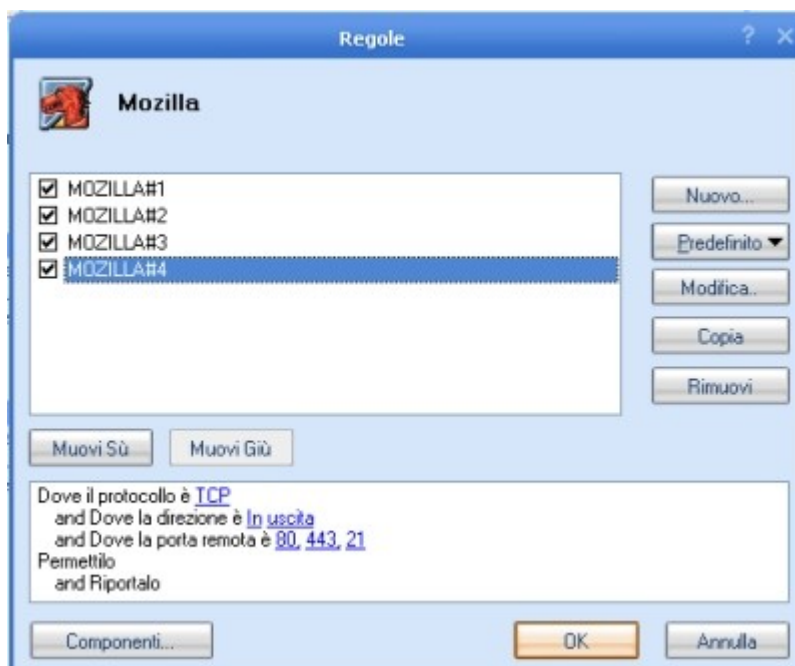 Regole
Mozilla
MOZILLA#1
MOZILLA#2
MOZILLA#3
MOZILLA#4
Nuovo...
Predefinito
Modifica..
Copia
Rimuovi
Muovi Sù
Muovi Giù
Dove il protocollo è TCP
and Dove la direzione è In uscita
and Dove la porta remota è 80, 443, 21
Permettilo
and Riportalo
Componenti...
OK
Annulla